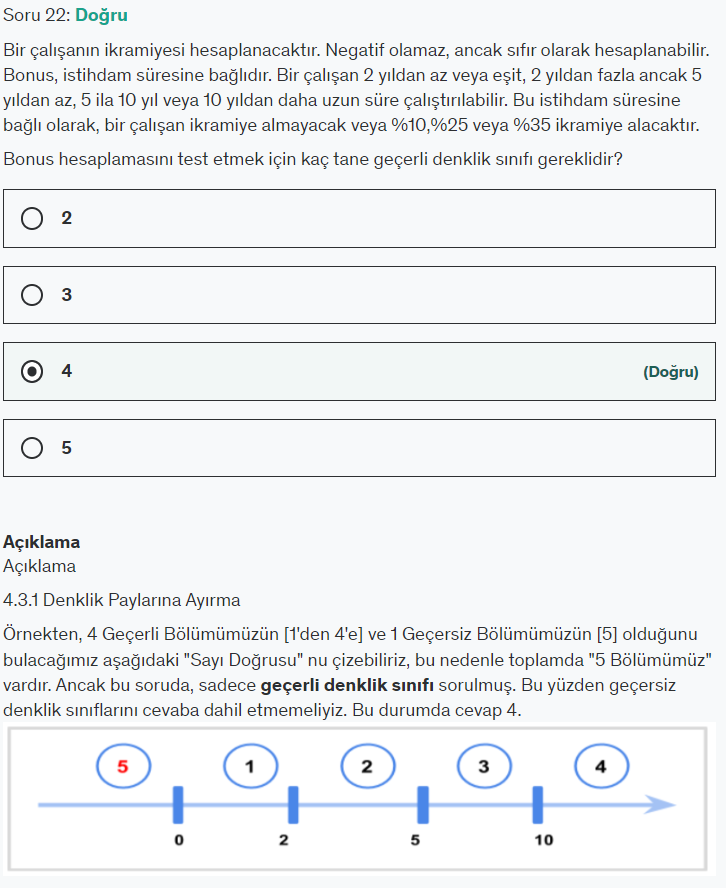 Soru 22: Doğru
Bir çalışanın ikramiyesi hesaplanacaktır. Negatif olamaz, ancak sıfır olarak hesaplanabilir.
Bonus, istihdam süresine bağlıdır. Bir çalışan 2 yıldan az veya eşit, 2 yıldan fazla ancak 5
yıldan az, 5 ila 10 yıl veya 10 yıldan daha uzun süre çalıştırılabilir. Bu istihdam süresine
bağlı olarak, bir çalışan ikramiye almayacak veya %10,%25 veya %35 ikramiye alacaktır.
Bonus hesaplamasını test etmek için kaç tane geçerli denklik sınıfı gereklidir?
2
3
4 (Doğru)
5
Açıklama
Açıklama
4.3.1 Denklik Paylarına Ayırma
Örnekten, 4 Geçerli Bölümümüzün [1'den 4'e] ve 1 Geçersiz Bölümümüzün [5] olduğunu
bulacağımız aşağıdaki "Sayı Doğrusu" nu çizebiliriz, bu nedenle toplamda "5 Bölümümüz"
vardır. Ancak bu soruda, sadece geçerli denklik sınıfı sorulmuş. Bu yüzden geçersiz
denklik sınıflarını cevaba dahil etmemeliyiz. Bu durumda cevap 4.
5 1 2 3 4
0 2 5 10